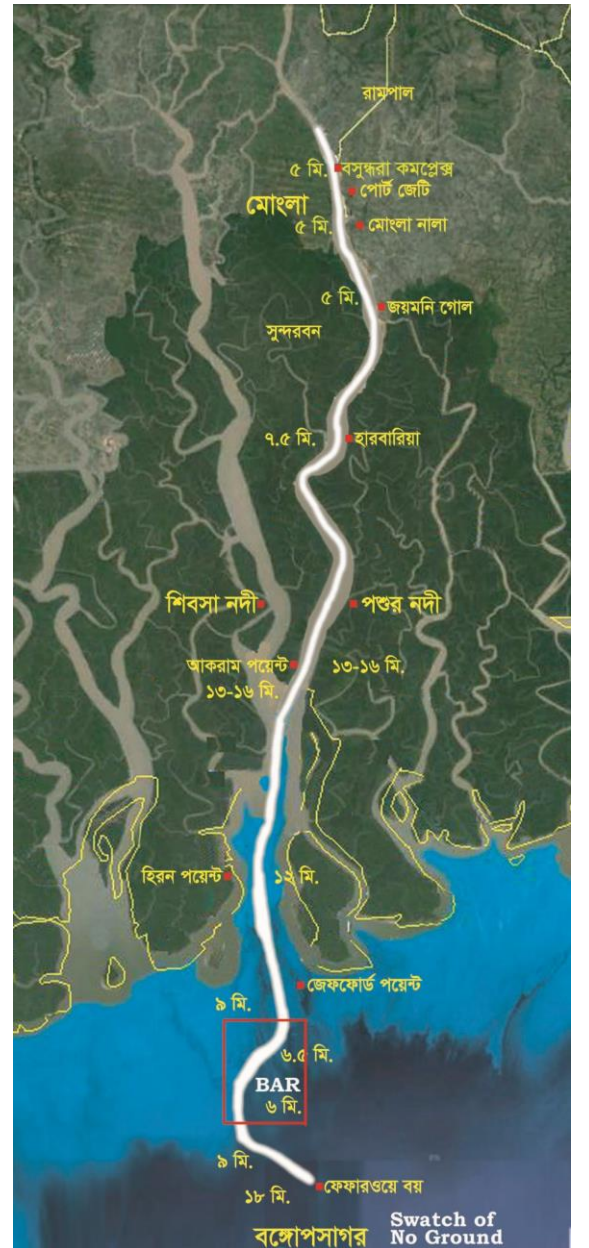 রামপাল
৫ মি. বসুন্ধরা কমপ্লেক্স
পোর্ট জেটি
মোংলা
৫ মি. মোংলা নালা
৫ মি.
জয়মনি গোল
সুন্দরবন
৭.৫ মি. হারবারিয়া
শিবসা নদী পশুর নদী
আকরাম পয়েন্ট ১৩-১৬ মি.
১৩-১৬ মি.
হিরন পয়েন্ট ১২ মি.
জেফফোর্ড পয়েন্ট
৯ মি.
৬.৫ মি.
BAR
৬ মি.
৯ মি.
১৮ মি. ফেফারওয়ে বয়
বঙ্গোপসাগর
Swatch of
No Ground